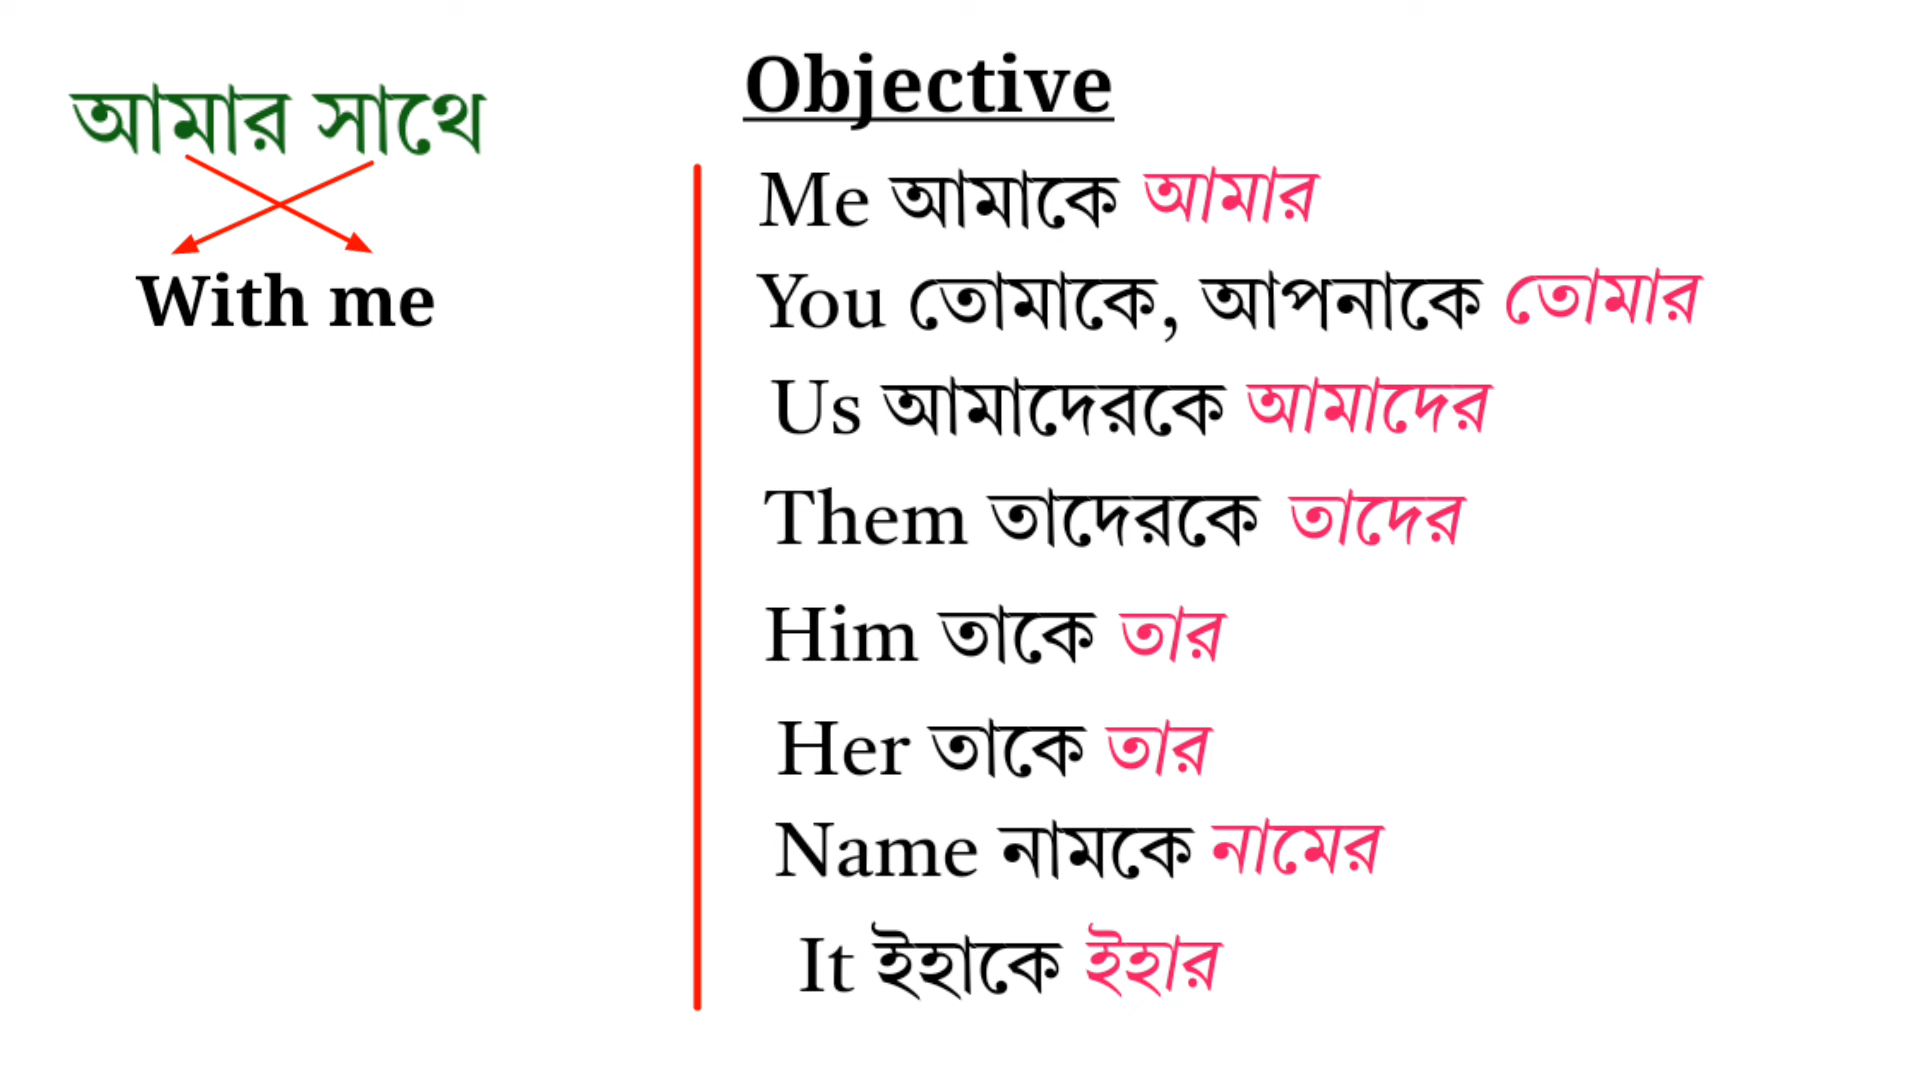 আমার সাথে
With me
Objective
Me আমাকে আমার
You তোমাকে, আপনাকে তোমার
Us আমাদেরকে আমাদের
Them তাদেরকে তাদের
Him তাকে তার
Her তাকে তার
Name নামকে নামের
It ইহাকে ইহার